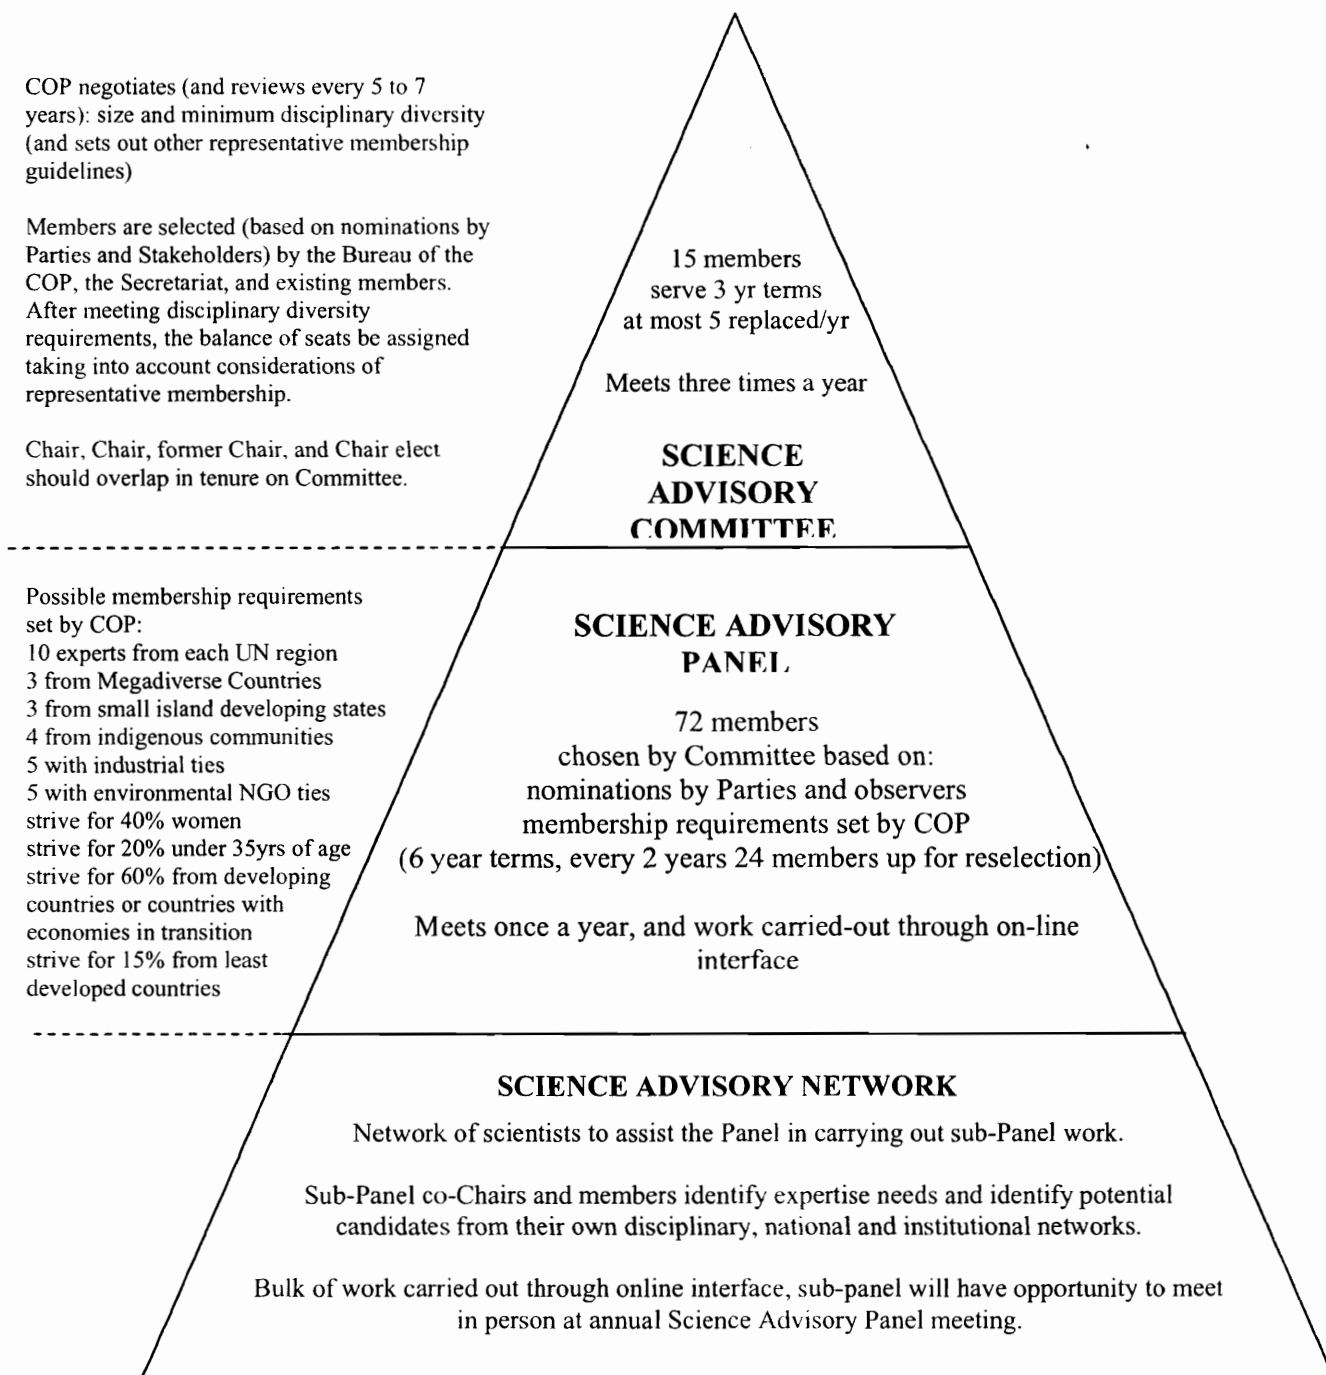 COP negotiates (and reviews every 5 to 7
years): size and minimum disciplinary diversity
(and sets out other representative membership
guidelines)
Members are selected (based on nominations by
Parties and Stakeholders) by the Bureau of the
COP, the Secretariat, and existing members.
After meeting disciplinary diversity
requirements, the balance of seats be assigned
taking into account considerations of
representative membership.
Chair, Chair, former Chair, and Chair elect
should overlap in tenure on Committee.
15 members
serve 3 yr terms
at most 5 replaced/yr
Meets three times a year
SCIENCE
ADVISORY
COMMITTEE
Possible membership requirements
set by COP:
10 experts from each UN region
3 from Megadiverse Countries
3 from small island developing states
4 from indigenous communities
5 with industrial ties
5 with environmental NGO ties
strive for 40% women
strive for 20% under 35yrs of age
strive for 60% from developing
countries or countries with
economies in transition
strive for 15% from least
developed countries
SCIENCE ADVISORY
PANEL
72 members
chosen by Committee based on:
nominations by Parties and observers
membership requirements set by COP
(6 year terms, every 2 years 24 members up for reselection)
Meets once a year, and work carried-out through on-line
interface
SCIENCE ADVISORY NETWORK
Network of scientists to assist the Panel in carrying out sub-Panel work.
Sub-Panel co-Chairs and members identify expertise needs and identify potential
candidates from their own disciplinary, national and institutional networks.
Bulk of work carried out through online interface, sub-panel will have opportunity to meet
in person at annual Science Advisory Panel meeting.